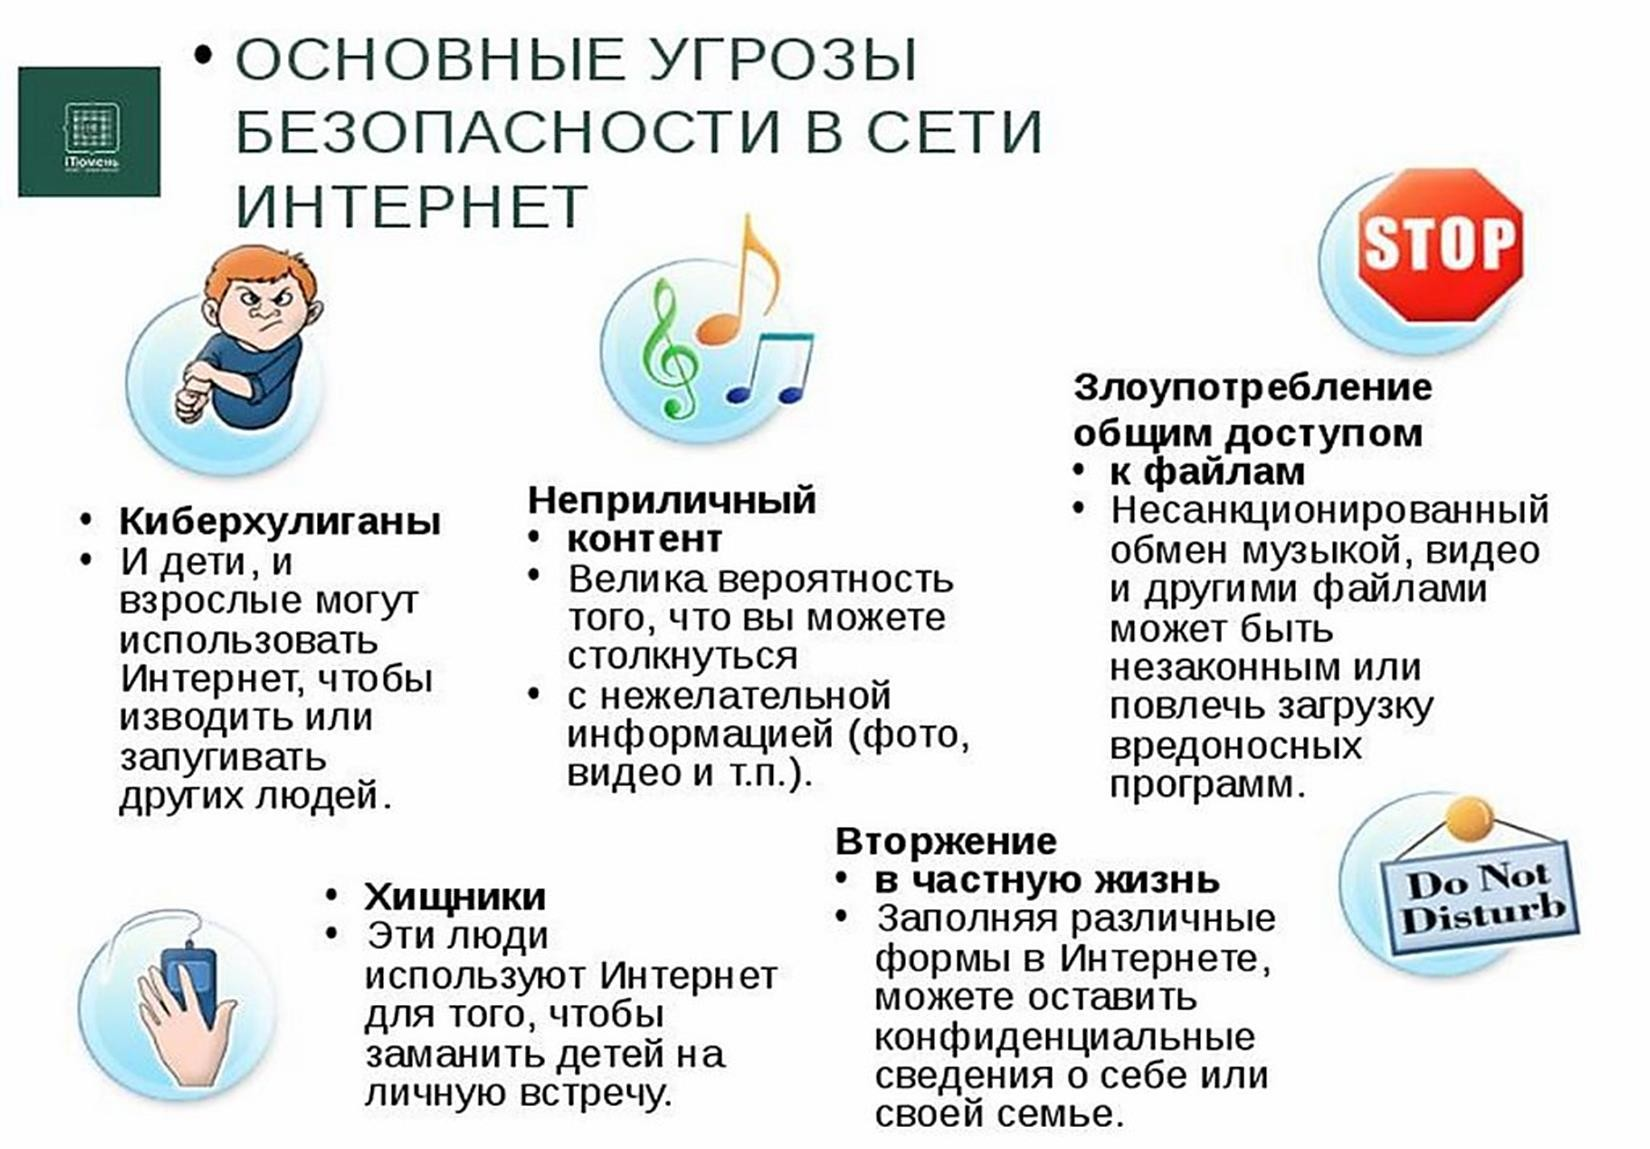 • ОСНОВНЫЕ УГРОЗЫ
БЕЗОПАСНОСТИ В СЕТИ
ИНТЕРНЕТ
iТюмень
STOP
• Киберхулиганы
• И дети, и
взрослые могут
использовать
Интернет, чтобы
изводить или
запугивать
других людей.
Неприличный
• контент
• Велика вероятность
того, что вы можете
столкнуться
• с нежелательной
информацией (фото,
видео и т.п.).
Злоупотребление
общим доступом
• к файлам
• Несанкционированный
обмен музыкой, видео
и другими файлами
может быть
незаконным или
повлечь загрузку
вредоносных
программ.
• Хищники
• Эти люди
используют Интернет
для того, чтобы
заманить детей на
личную встречу.
Вторжение
• в частную жизнь
• Заполняя различные
формы в Интернете,
можете оставить
конфиденциальные
сведения о себе или
своей семье.
Do Not
Disturb